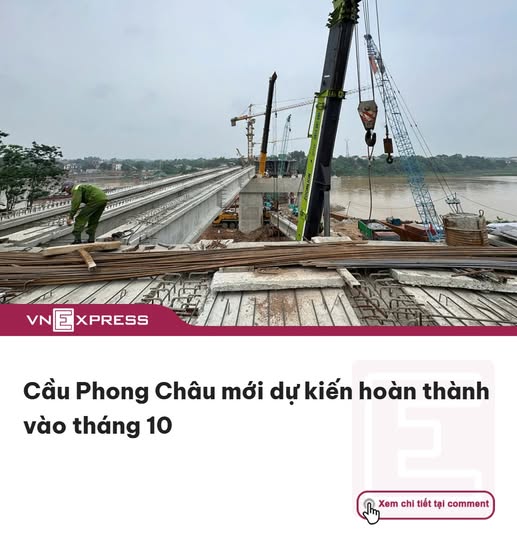 VNEXPRESS
Cầu Phong Châu mới dự kiến hoàn thành
vào tháng 10
Xem chi tiết tại comment